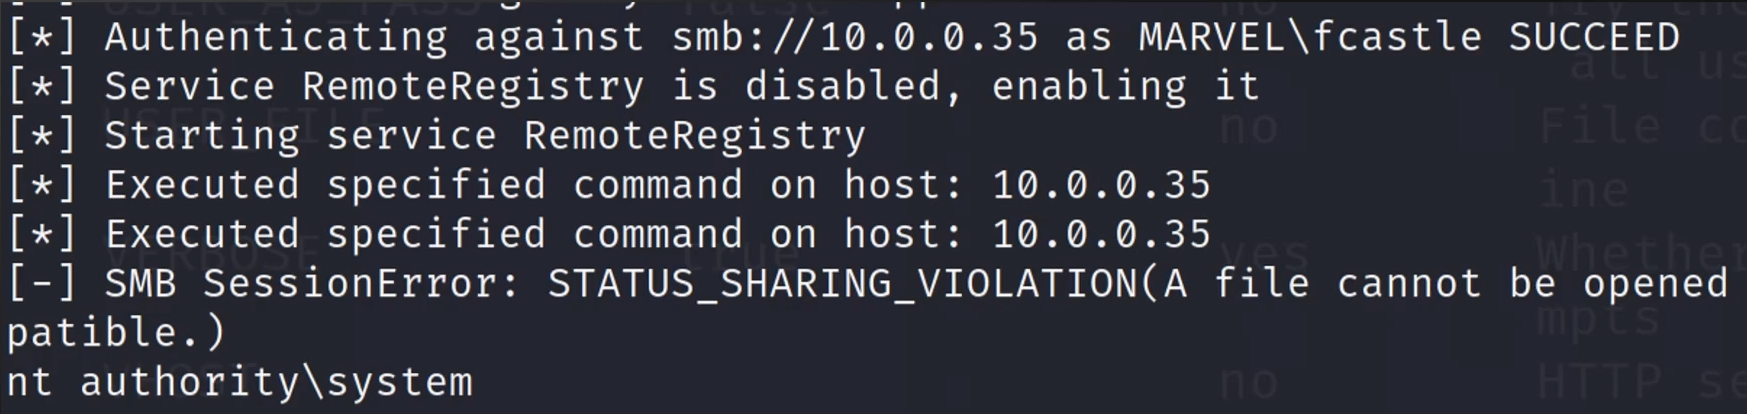 [*] Authenticating against smb://10.0.0.35 as MARVEL\fcastle SUCCEED
[*] Service RemoteRegistry is disabled, enabling it
[*] Starting service RemoteRegistry
[*] Executed specified command on host: 10.0.0.35
[*] Executed specified command on host: 10.0.0.35
[-] SMB SessionError: STATUS_SHARING_VIOLATION(A file cannot be opened
patible.)
nt authority\system